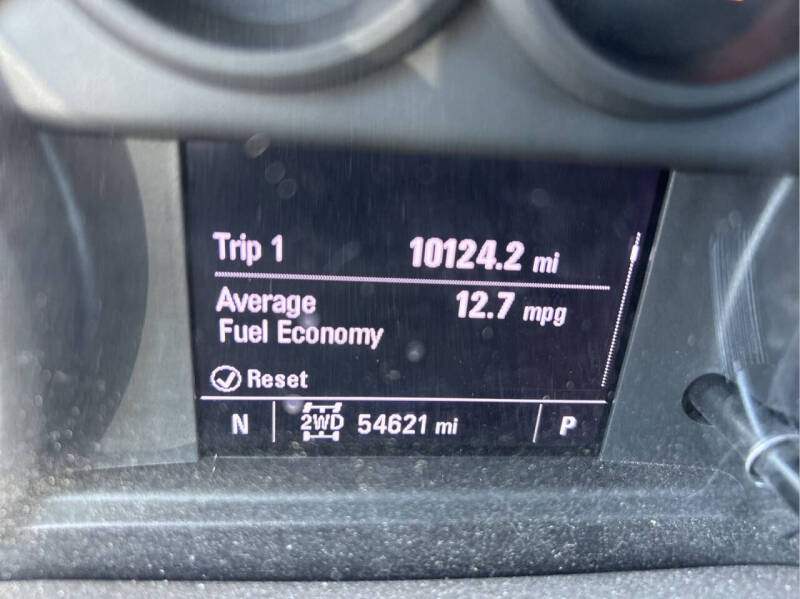 Trip 1 10124.2 mi
Average 12.7 mpg
Fuel Economy
Reset
N 2WD 54621 mi P